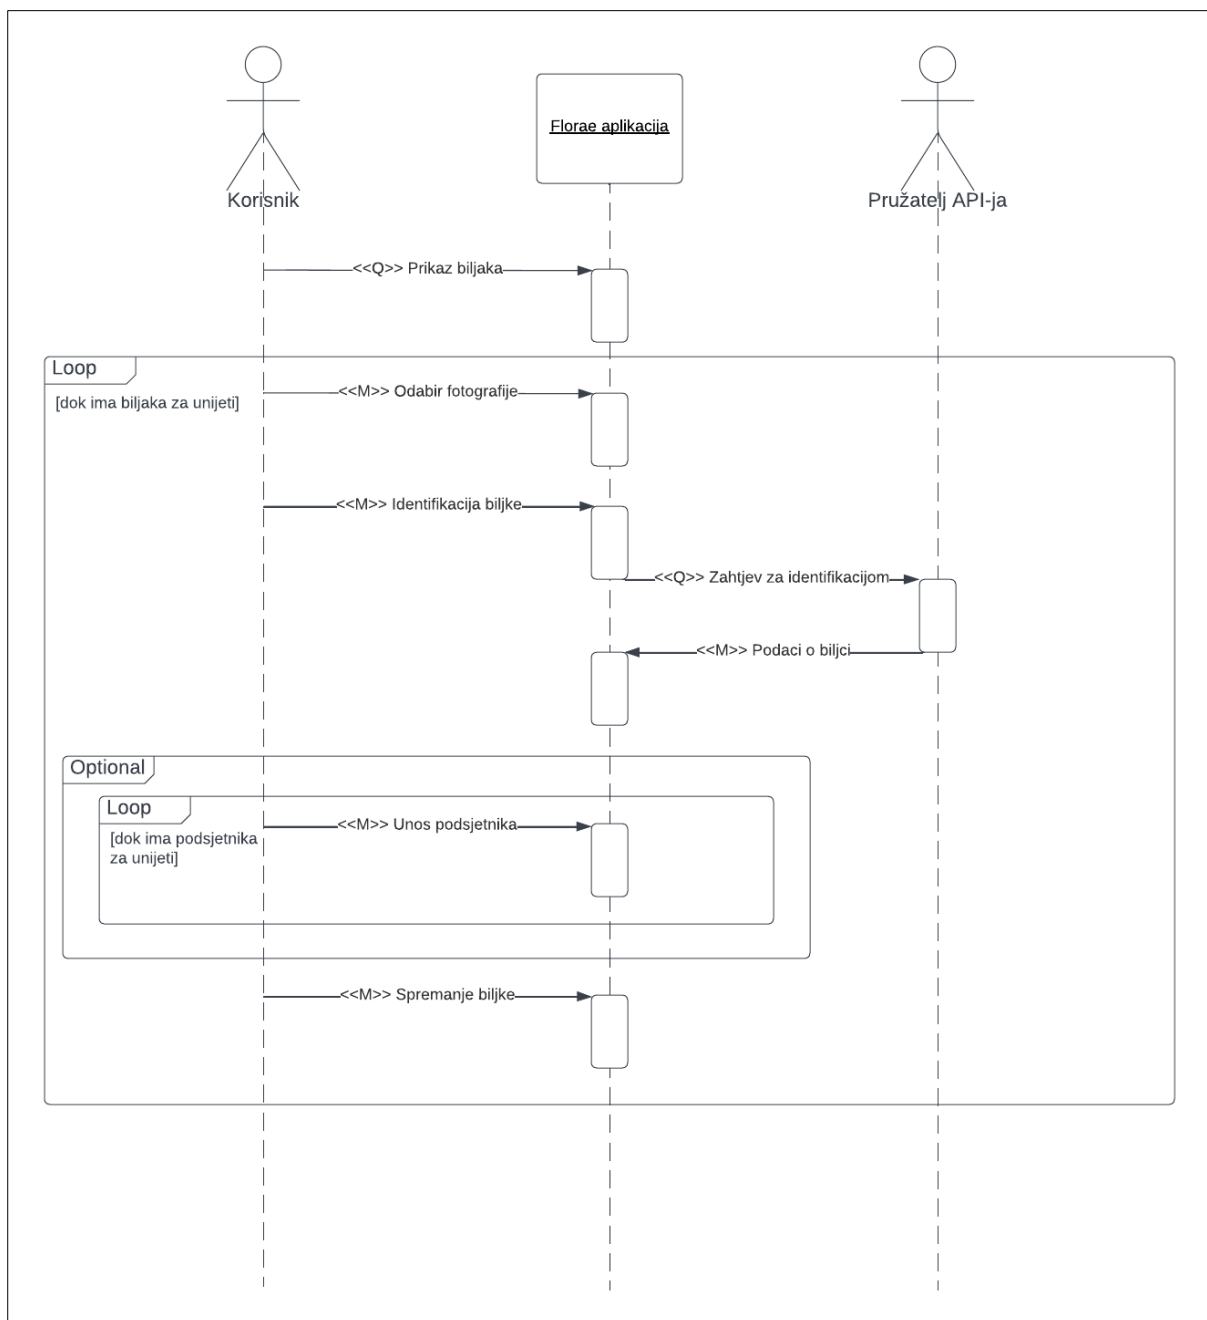 Florae aplikacija
Korisnik
Pružatelj API-ja
<<Q>> Prikaz biljaka
Loop
[dok ima biljaka za unijeti]
<<M>> Odabir fotografije
<<M>> Identifikacija biljke
<<Q>> Zahtjev za identifikacijom
<<M>> Podaci o biljci
Optional
Loop
<<M>> Unos podsjetnika
[dok ima podsjetnika
za unijeti]
<<M>> Spremanje biljke